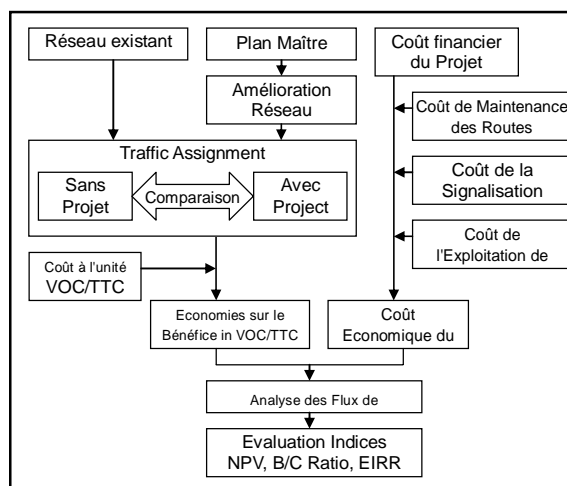 Réseau existant
Plan Maître
Coût financier
du Projet
Amélioration
Réseau
Coût de Maintenance
des Routes
Traffic Assignment
Sans
Projet
Comparaison
Avec
Project
Coût de la
Signalisation
Coût de
l'Exploitation de
Coût à l'unité
VOC/TTC
Economies sur le
Bénéfice in VOC/TTC
Coût
Economique du
Analyse des Flux de
Evaluation Indices
NPV, B/C Ratio, EIRR